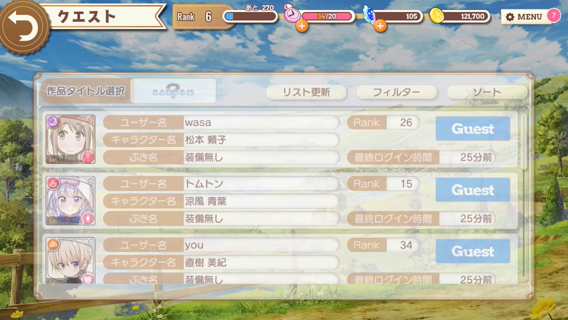 クエスト Rank 6 あと 270 20 105 121,700 MENU 7
作品タイトル選択 リスト更新 フィルター ソート
ユーザー名 wasa Rank 26 Guest
キャラクター名 松本 頼子
ぶき名 装備無し 最終ログイン時間 25分前
ユーザー名 トムトン Rank 15 Guest
キャラクター名 涼風 青葉
ぶき名 装備無し 最終ログイン時間 25分前
ユーザー名 you Rank 34 Guest
キャラクター名 直樹 美紀
ぶき名 装備無し 最終ログイン時間 25分前